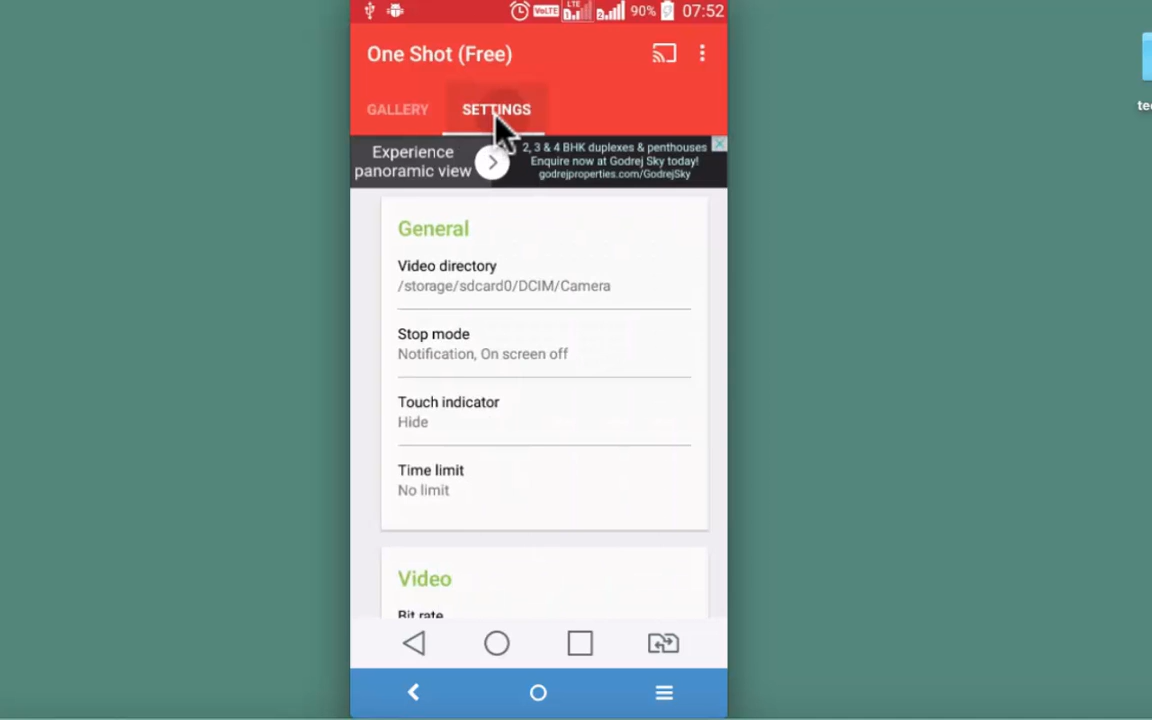 VoLTE LTE 90% 07:52
One Shot (Free)
GALLERY SETTINGS
Experience
panoramic view
2, 3 & 4 BHK duplexes & penthouses
Enquire now at Godrej Sky today!
godrejproperties.com/GodrejSky
General
Video directory
/storage/sdcard0/DCIM/Camera
Stop mode
Notification, On screen off
Touch indicator
Hide
Time limit
No limit
Video
Bit rate